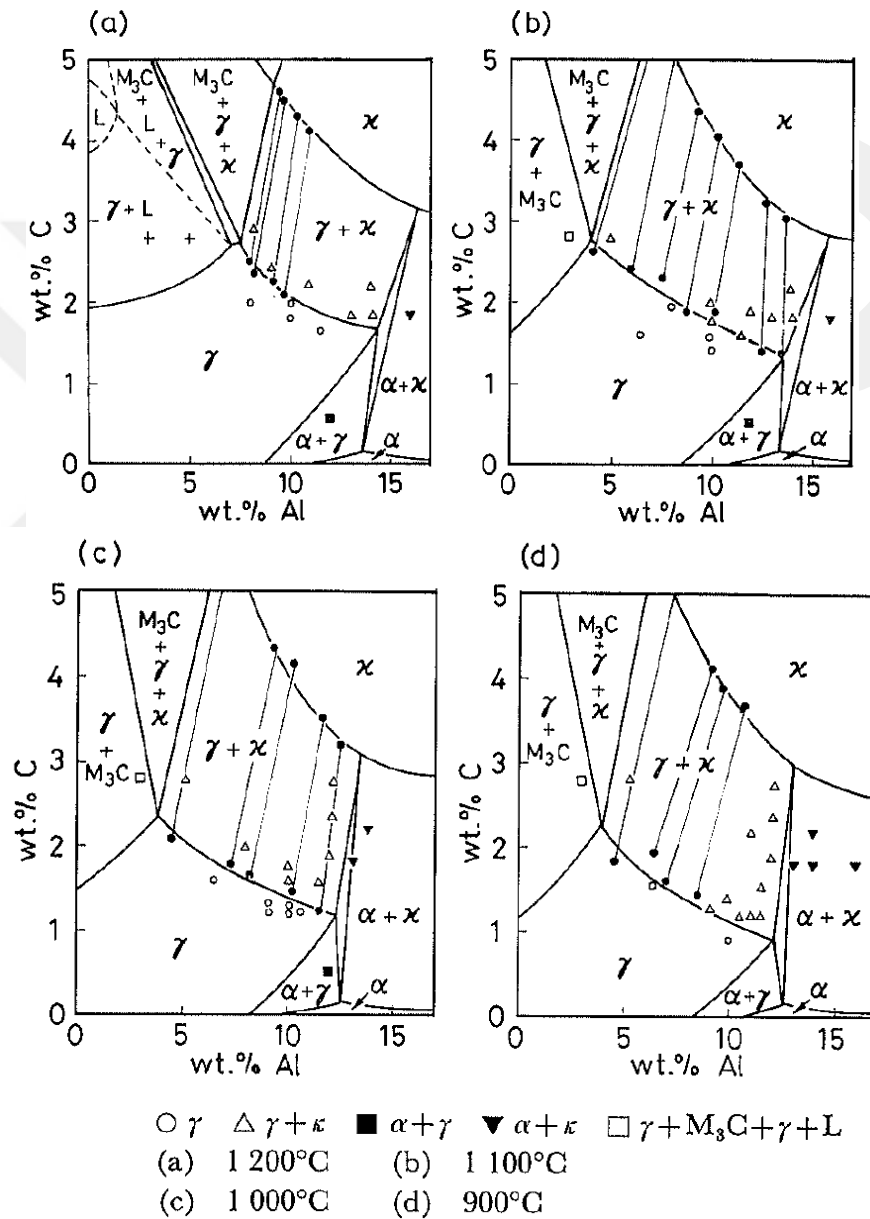 (a)
5
4
3
2
1
0
wt.% C
0 5 10 15
wt.% Al
L
M₃C
+
L
+γ
M₃C
+
γ
+
ϰ
ϰ
γ+L
γ+ϰ
γ
α+ϰ
α+γ
α
(b)
5
4
3
2
1
0
wt.% C
0 5 10 15
wt.% Al
γ
+
M₃C
M₃C
+
γ
+
ϰ
ϰ
γ+ϰ
γ
α+ϰ
α+γ
α
(c)
5
4
3
2
1
0
wt.% C
0 5 10 15
wt.% Al
γ
+
M₃C
M₃C
+
γ
+
ϰ
ϰ
γ+ϰ
γ
α+ϰ
α+γ
α
(d)
5
4
3
2
1
0
wt.% C
0 5 10 15
wt.% Al
γ
+
M₃C
M₃C
+
γ
+
ϰ
ϰ
γ+ϰ
γ
α+ϰ
α+γ
α
○ γ △ γ+κ ■ α+γ ▼ α+κ □ γ+M₃C+γ+L
(a) 1 200°C (b) 1 100°C
(c) 1 000°C (d) 900°C